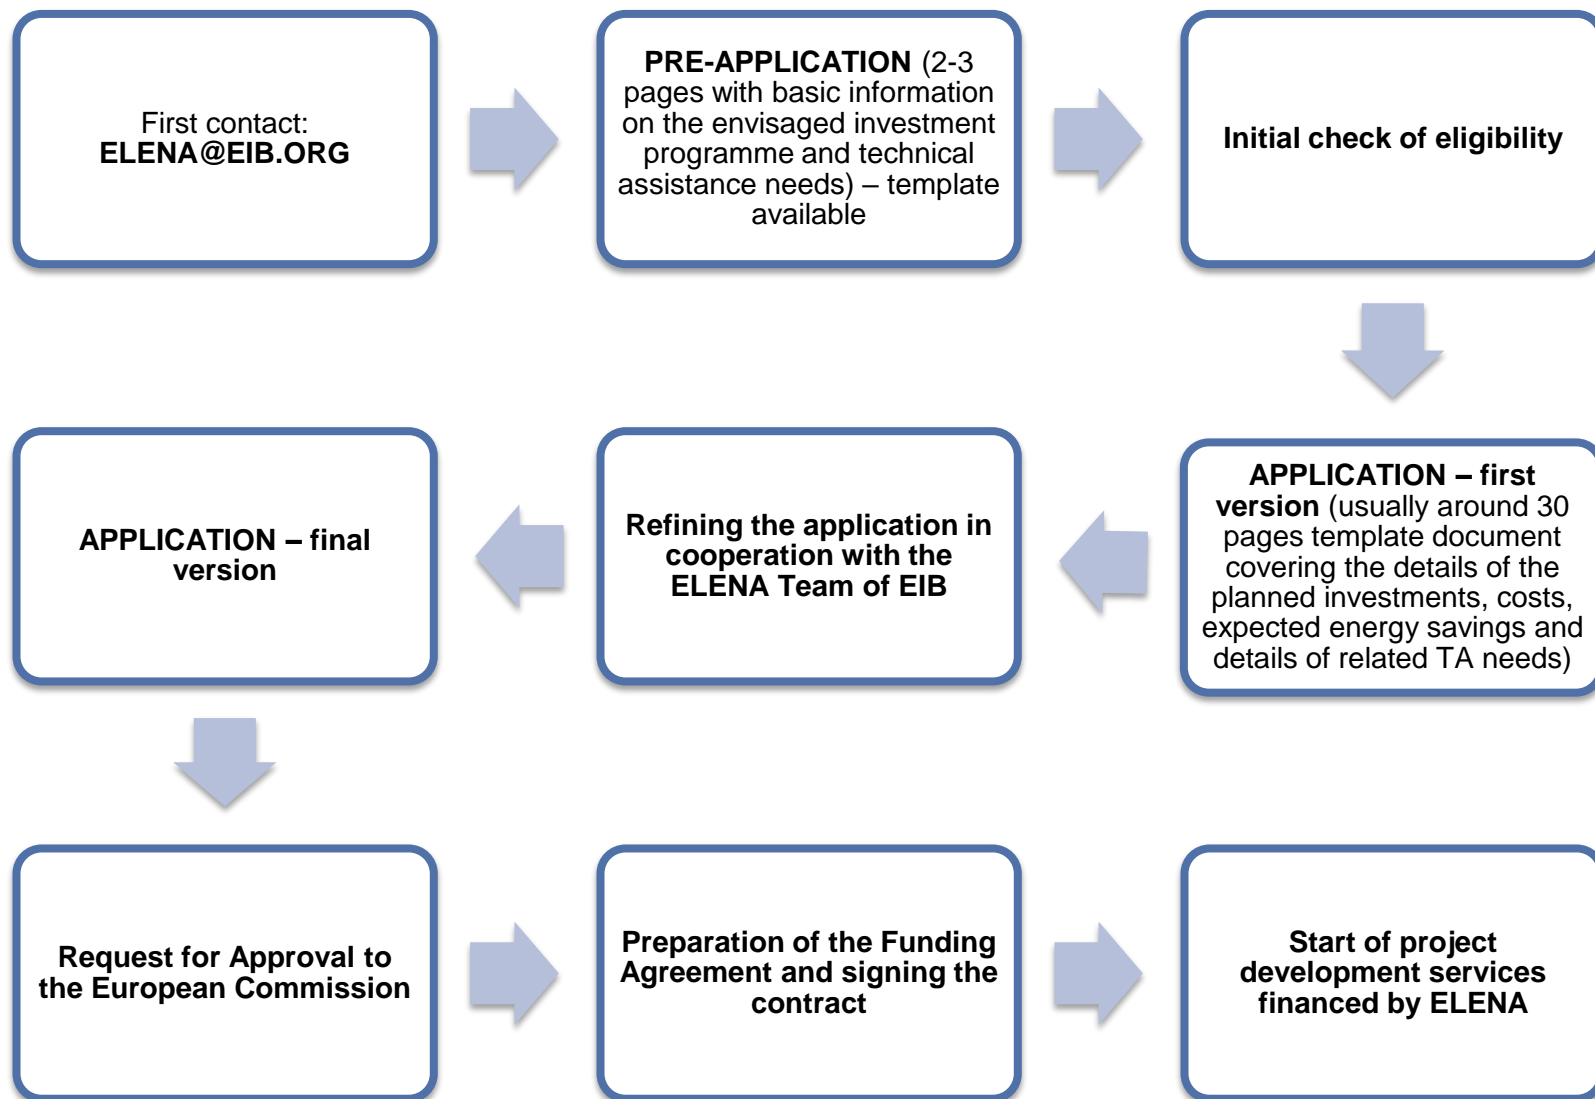 First contact:
ELENA@EIB.ORG
PRE-APPLICATION (2-3
pages with basic information
on the envisaged investment
programme and technical
assistance needs) – template
available
Initial check of eligibility
APPLICATION – first
version (usually around 30
pages template document
covering the details of the
planned investments, costs,
expected energy savings and
details of related TA needs)
Refining the application in
cooperation with the
ELENA Team of EIB
APPLICATION – final
version
Request for Approval to
the European Commission
Preparation of the Funding
Agreement and signing the
contract
Start of project
development services
financed by ELENA